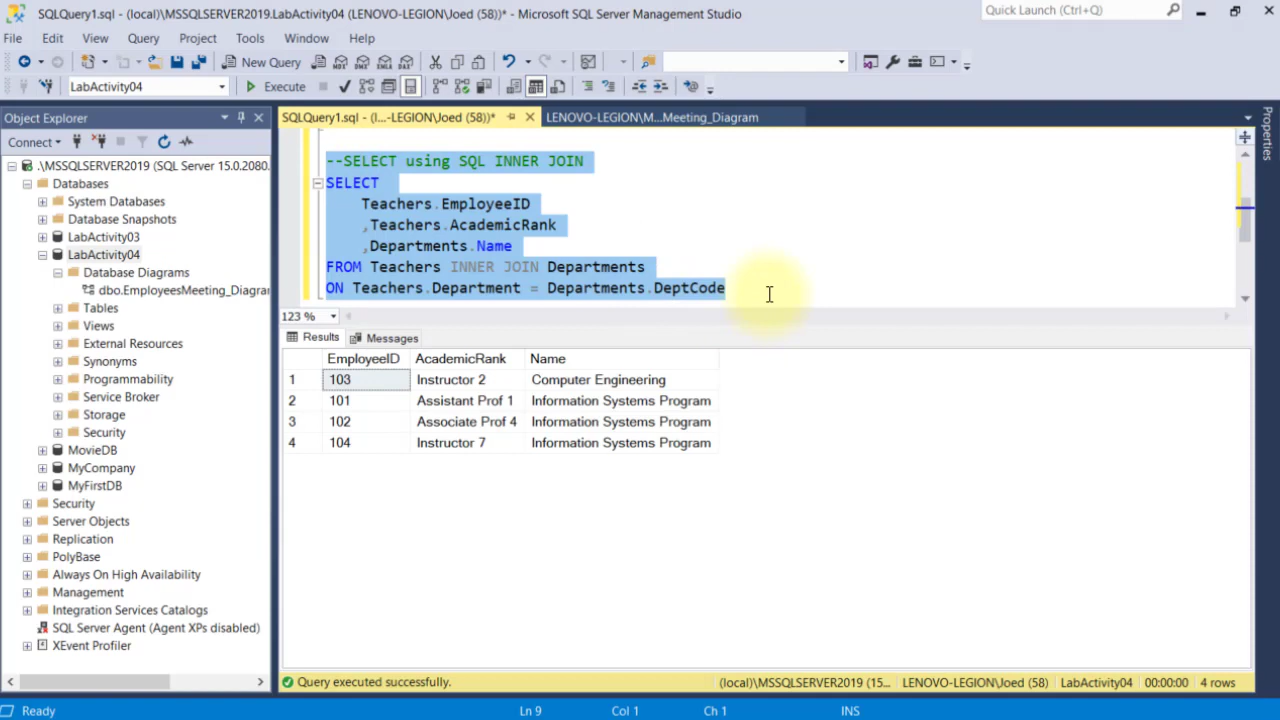 SQLQuery1.sql - (local)\MSSQLSERVER2019.LabActivity04 (LENOVO-LEGION\Joed (58))* - Microsoft SQL Server Management Studio
Quick Launch (Ctrl+Q)
File Edit View Query Project Tools Window Help
New Query
LabActivity04 Execute
Object Explorer
SQLQuery1.sql - (l...-LEGION\Joed (58))* LENOVO-LEGION\M...Meeting_Diagram
Properties
Connect
.\MSSQLSERVER2019 (SQL Server 15.0.2080.
Databases
System Databases
Database Snapshots
LabActivity03
LabActivity04
Database Diagrams
dbo.EmployeesMeeting_Diagra
Tables
Views
External Resources
Synonyms
Programmability
Service Broker
Storage
Security
MovieDB
MyCompany
MyFirstDB
Security
Server Objects
Replication
PolyBase
Always On High Availability
Management
Integration Services Catalogs
SQL Server Agent (Agent XPs disabled)
XEvent Profiler
--SELECT using SQL INNER JOIN
SELECT
Teachers.EmployeeID
,Teachers.AcademicRank
,Departments.Name
FROM Teachers INNER JOIN Departments
ON Teachers.Department = Departments.DeptCode
123 %
Results Messages
EmployeeID AcademicRank Name
1 103 Instructor 2 Computer Engineering
2 101 Assistant Prof 1 Information Systems Program
3 102 Associate Prof 4 Information Systems Program
4 104 Instructor 7 Information Systems Program
Query executed successfully. (local)\MSSQLSERVER2019 (15... LENOVO-LEGION\Joed (58) LabActivity04 00:00:00 4 rows
Ready Ln 9 Col 1 Ch 1 INS